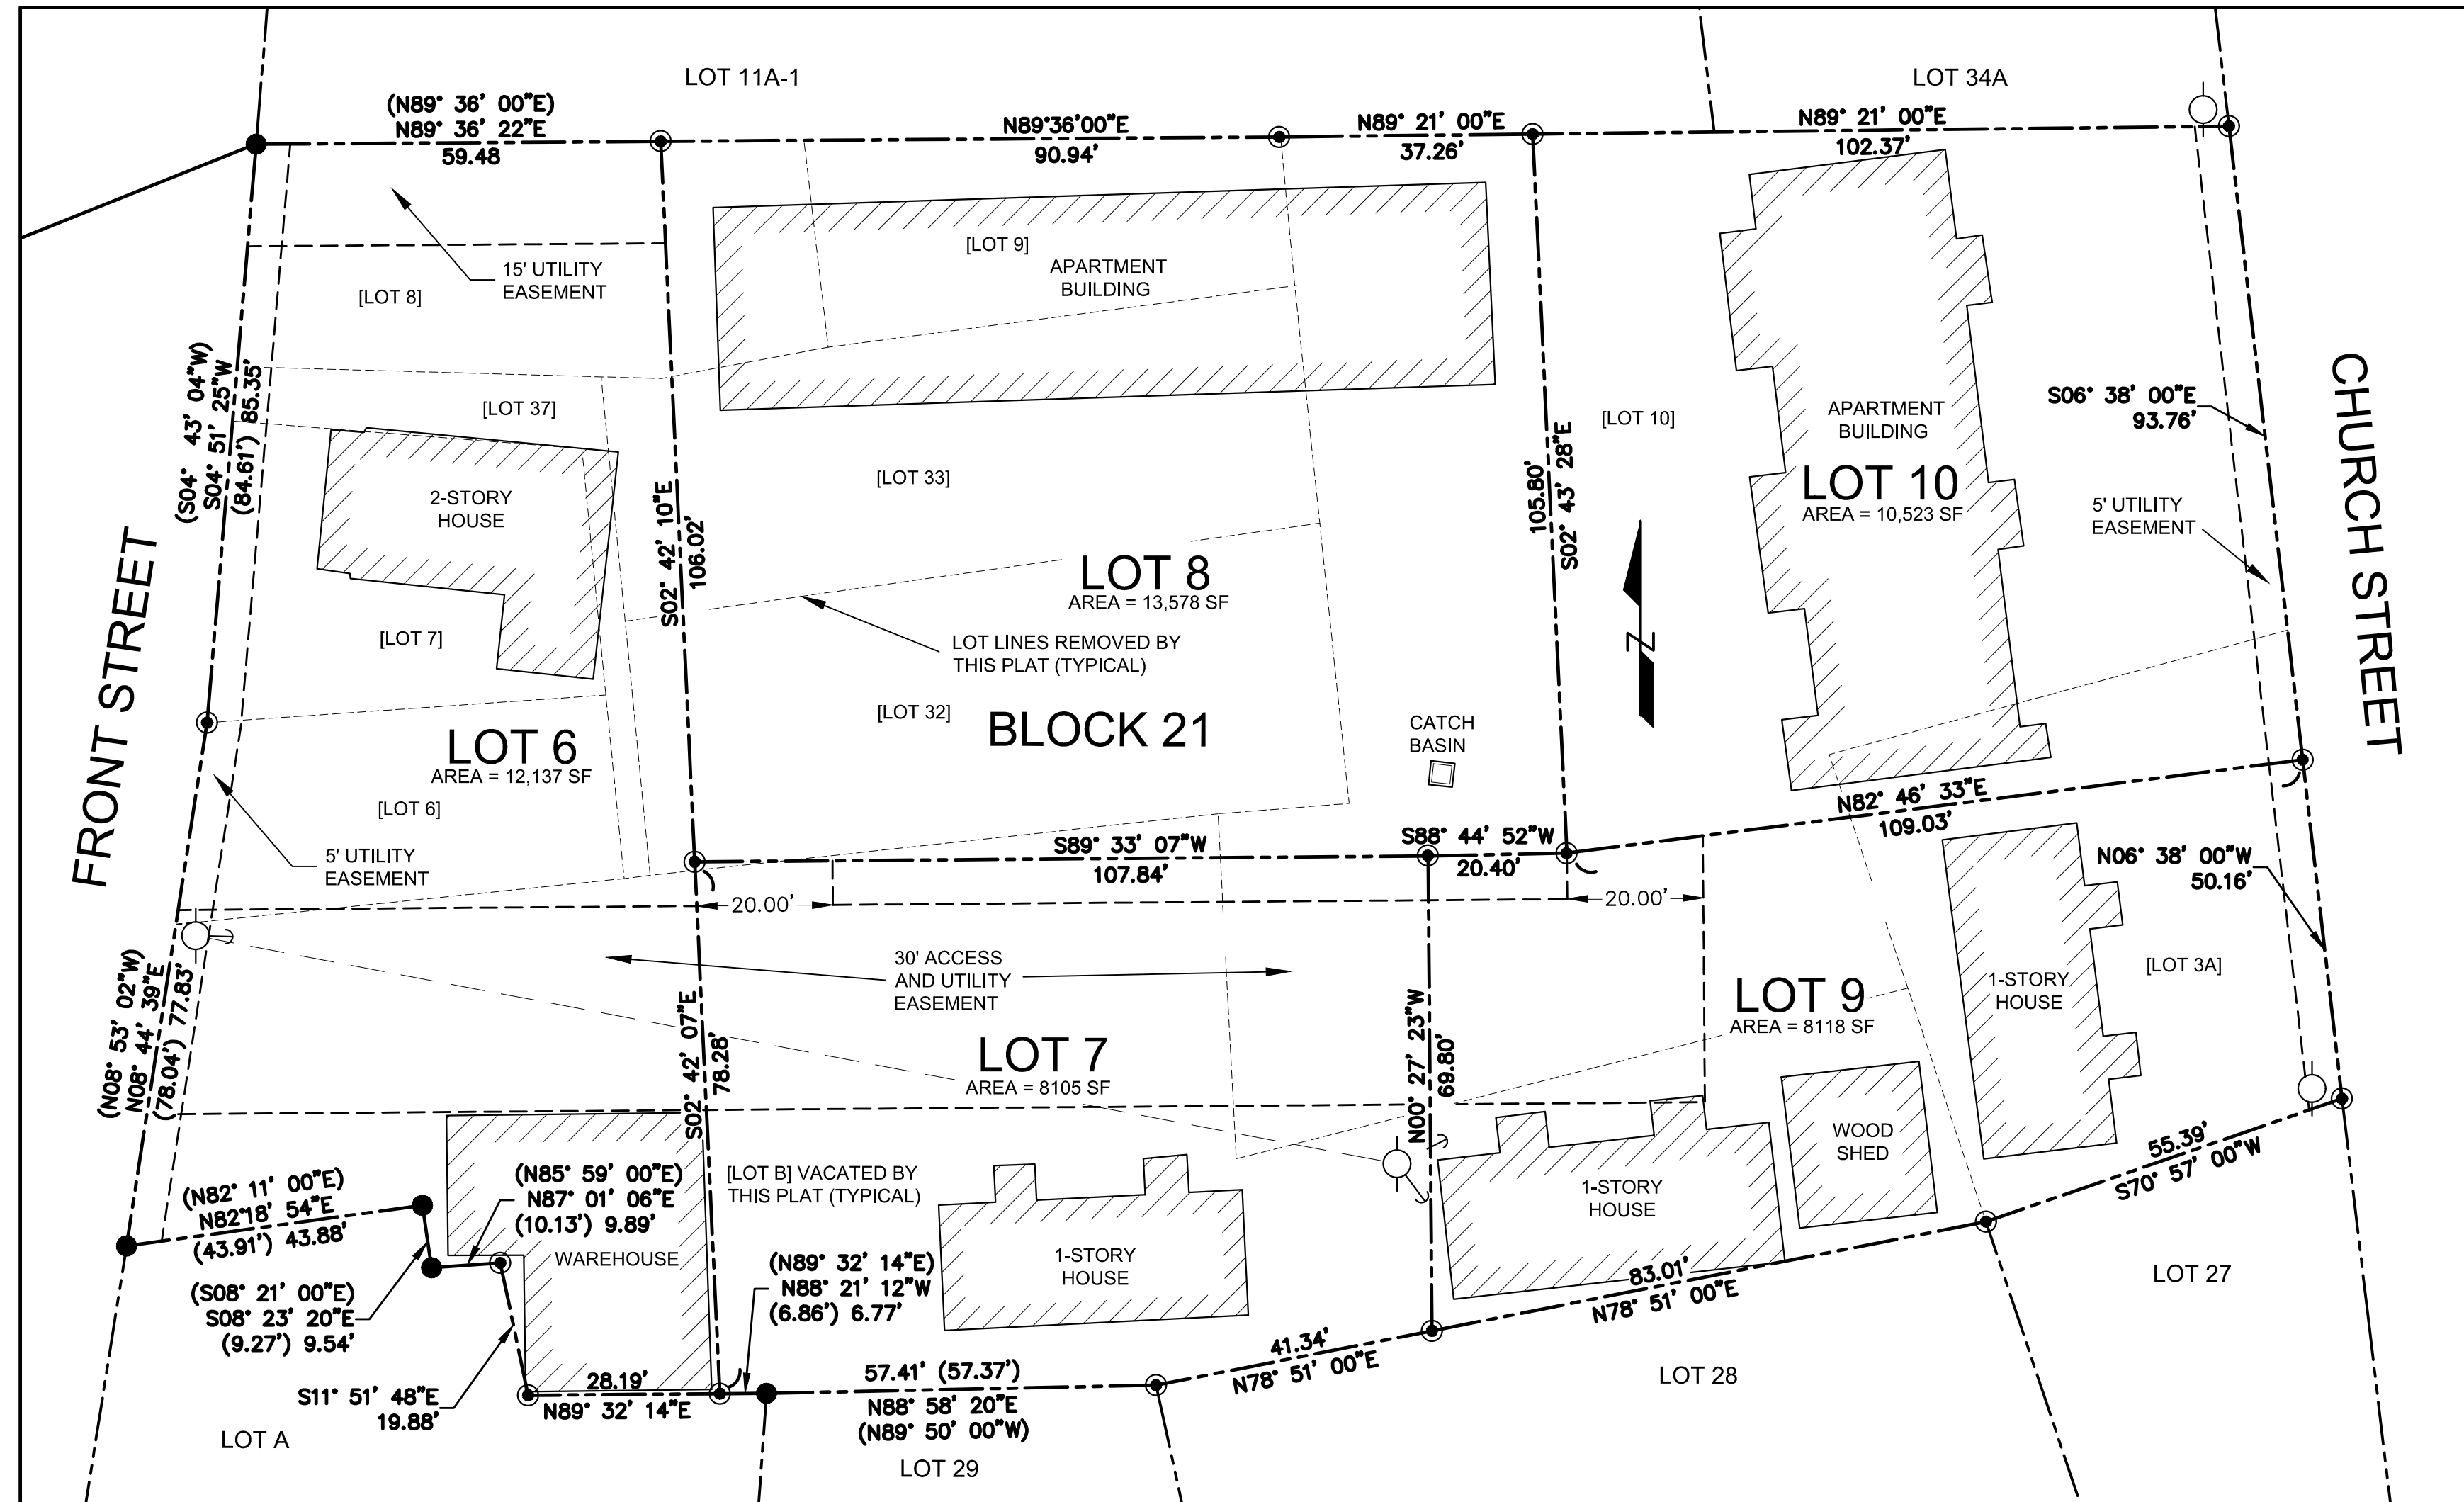 LOT 11A-1
LOT 34A
(N89° 36' 00"E)
N89° 36' 22"E
59.48
N89°36'00"E
90.94'
N89° 21' 00"E
37.26'
N89° 21' 00"E
102.37'
15' UTILITY
EASEMENT
[LOT 8]
[LOT 9]
APARTMENT
BUILDING
(S04° 43' 04"W)
S04° 51' 25"W
(84.61') 85.35'
[LOT 37]
2-STORY
HOUSE
[LOT 7]
S02° 42' 10"E
106.02'
[LOT 33]
LOT 8
AREA = 13,578 SF
LOT LINES REMOVED BY
THIS PLAT (TYPICAL)
[LOT 32]
BLOCK 21
CATCH
BASIN
105.80'
S02° 43' 28"E
[LOT 10]
N
APARTMENT
BUILDING
LOT 10
AREA = 10,523 SF
S06° 38' 00"E
93.76'
5' UTILITY
EASEMENT
CHURCH STREET
FRONT STREET
LOT 6
AREA = 12,137 SF
[LOT 6]
5' UTILITY
EASEMENT
S89° 33' 07"W
107.84'
S88° 44' 52"W
20.40'
N82° 46' 33"E
109.03'
N06° 38' 00"W
50.16'
20.00'
20.00'
30' ACCESS
AND UTILITY
EASEMENT
(N08° 53' 02"W)
N08° 44' 39"E
(78.04') 77.83'
S02° 42' 07"E
78.28'
LOT 7
AREA = 8105 SF
N00° 27' 23"W
69.80'
LOT 9
AREA = 8118 SF
1-STORY
HOUSE
[LOT 3A]
WOOD
SHED
1-STORY
HOUSE
55.39'
S70° 57' 00"W
(N82° 11' 00"E)
N82°18' 54"E
(43.91') 43.88'
(N85° 59' 00"E)
N87° 01' 06"E
(10.13') 9.89'
[LOT B] VACATED BY
THIS PLAT (TYPICAL)
WAREHOUSE
1-STORY
HOUSE
(N89° 32' 14"E)
N88° 21' 12"W
(6.86') 6.77'
(S08° 21' 00"E)
S08° 23' 20"E
(9.27') 9.54'
S11° 51' 48"E
19.88'
28.19'
N89° 32' 14"E
57.41' (57.37')
N88° 58' 20"E
(N89° 50' 00"W)
41.34'
N78° 51' 00"E
83.01'
N78° 51' 00"E
LOT 27
LOT 28
LOT A
LOT 29